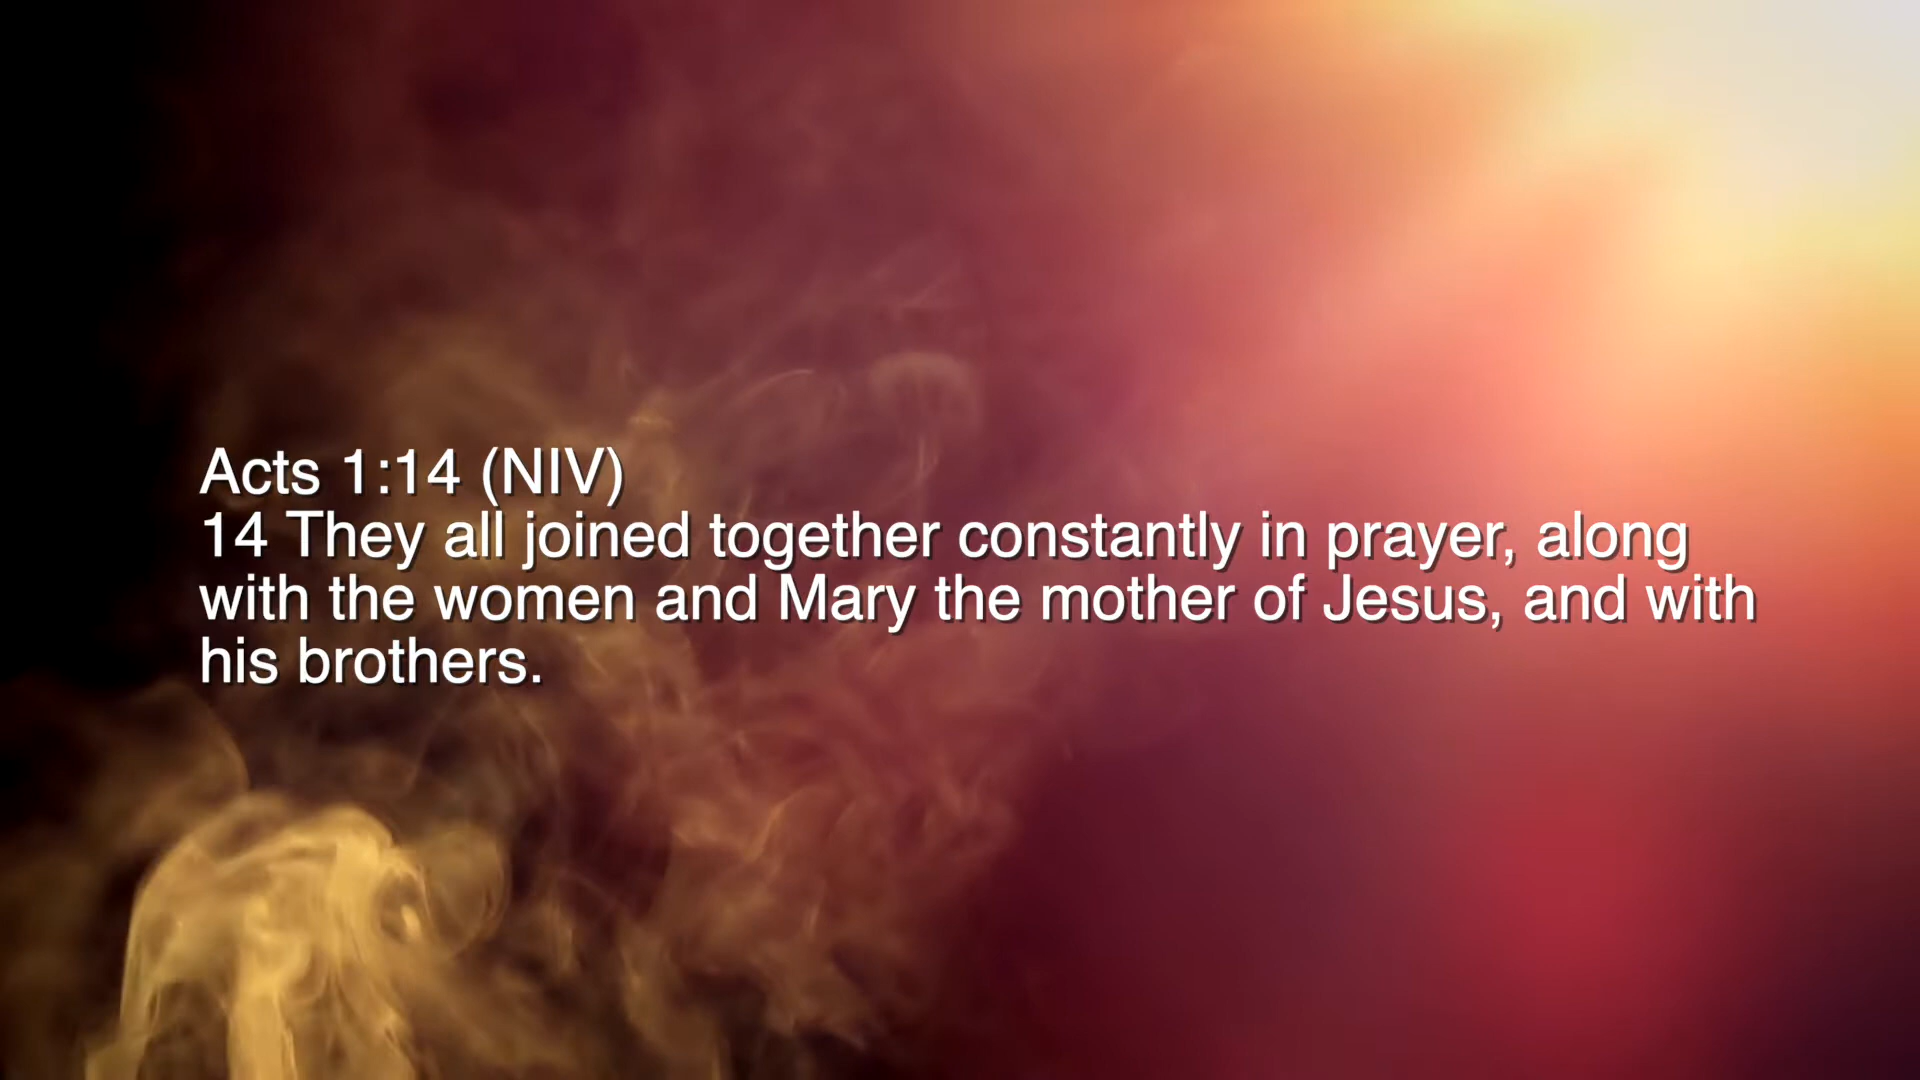 Acts 1:14 (NIV)
14 They all joined together constantly in prayer, along
with the women and Mary the mother of Jesus, and with
his brothers.